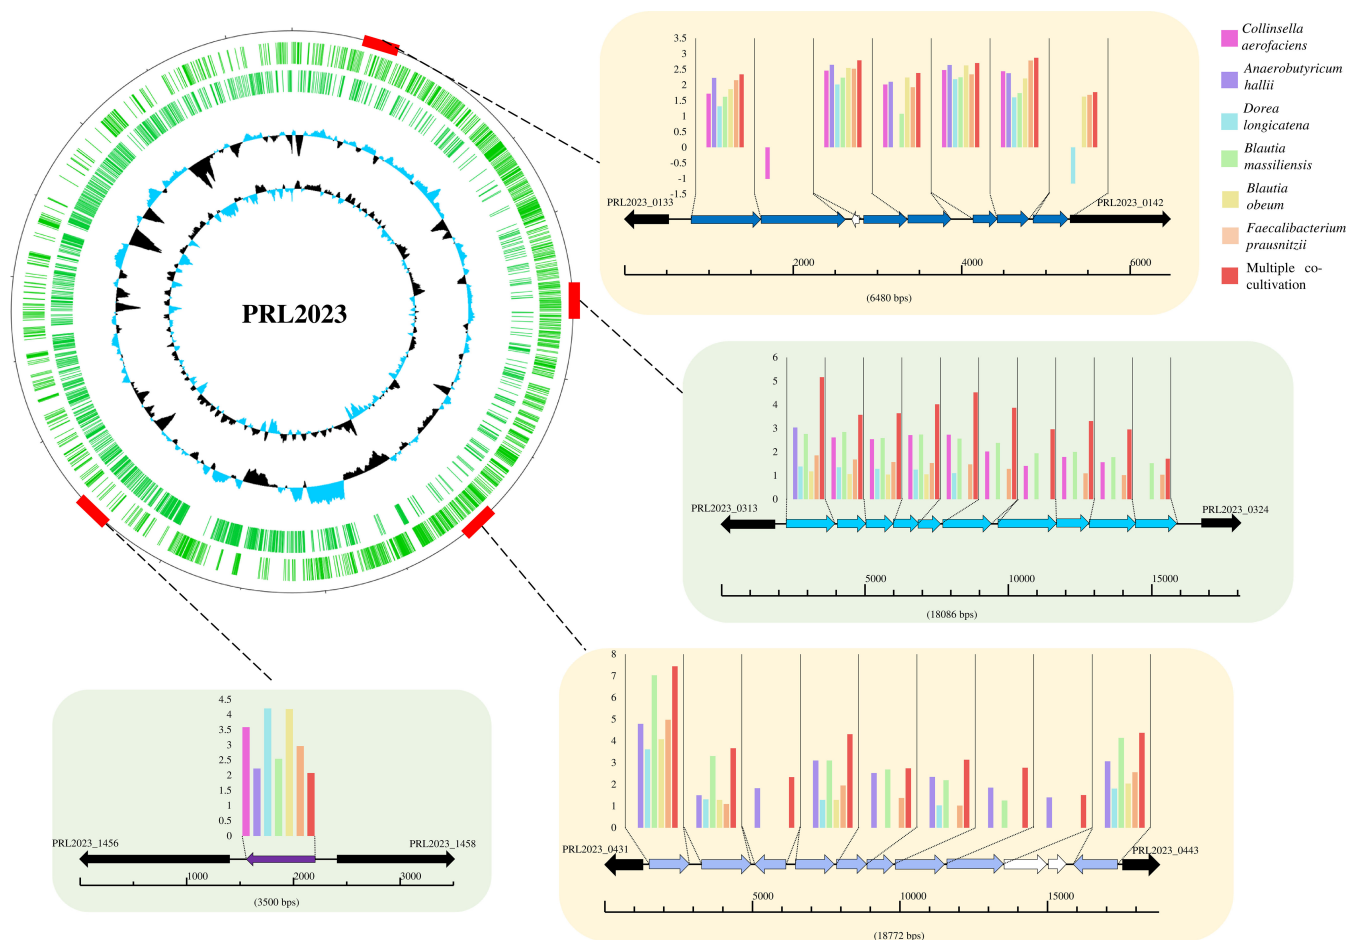 PRL2023
3.5
3
2.5
2
1.5
1
0.5
0
-0.5
-1
-1.5
PRL2023_0133
PRL2023_0142
2000
4000
6000
(6480 bps)
Collinsella
aerofaciens
Anaerobutyricum
hallii
Dorea
longicatena
Blautia
massiliensis
Blautia
obeum
Faecalibacterium
prausnitzii
Multiple co-
cultivation
6
5
4
3
2
1
0
PRL2023_0313
PRL2023_0324
5000
10000
15000
(18086 bps)
8
7
6
5
4
3
2
1
0
PRL2023_0431
PRL2023_0443
5000
10000
15000
(18772 bps)
4.5
4
3.5
3
2.5
2
1.5
1
0.5
0
PRL2023_1456
PRL2023_1458
1000
2000
3000
(3500 bps)